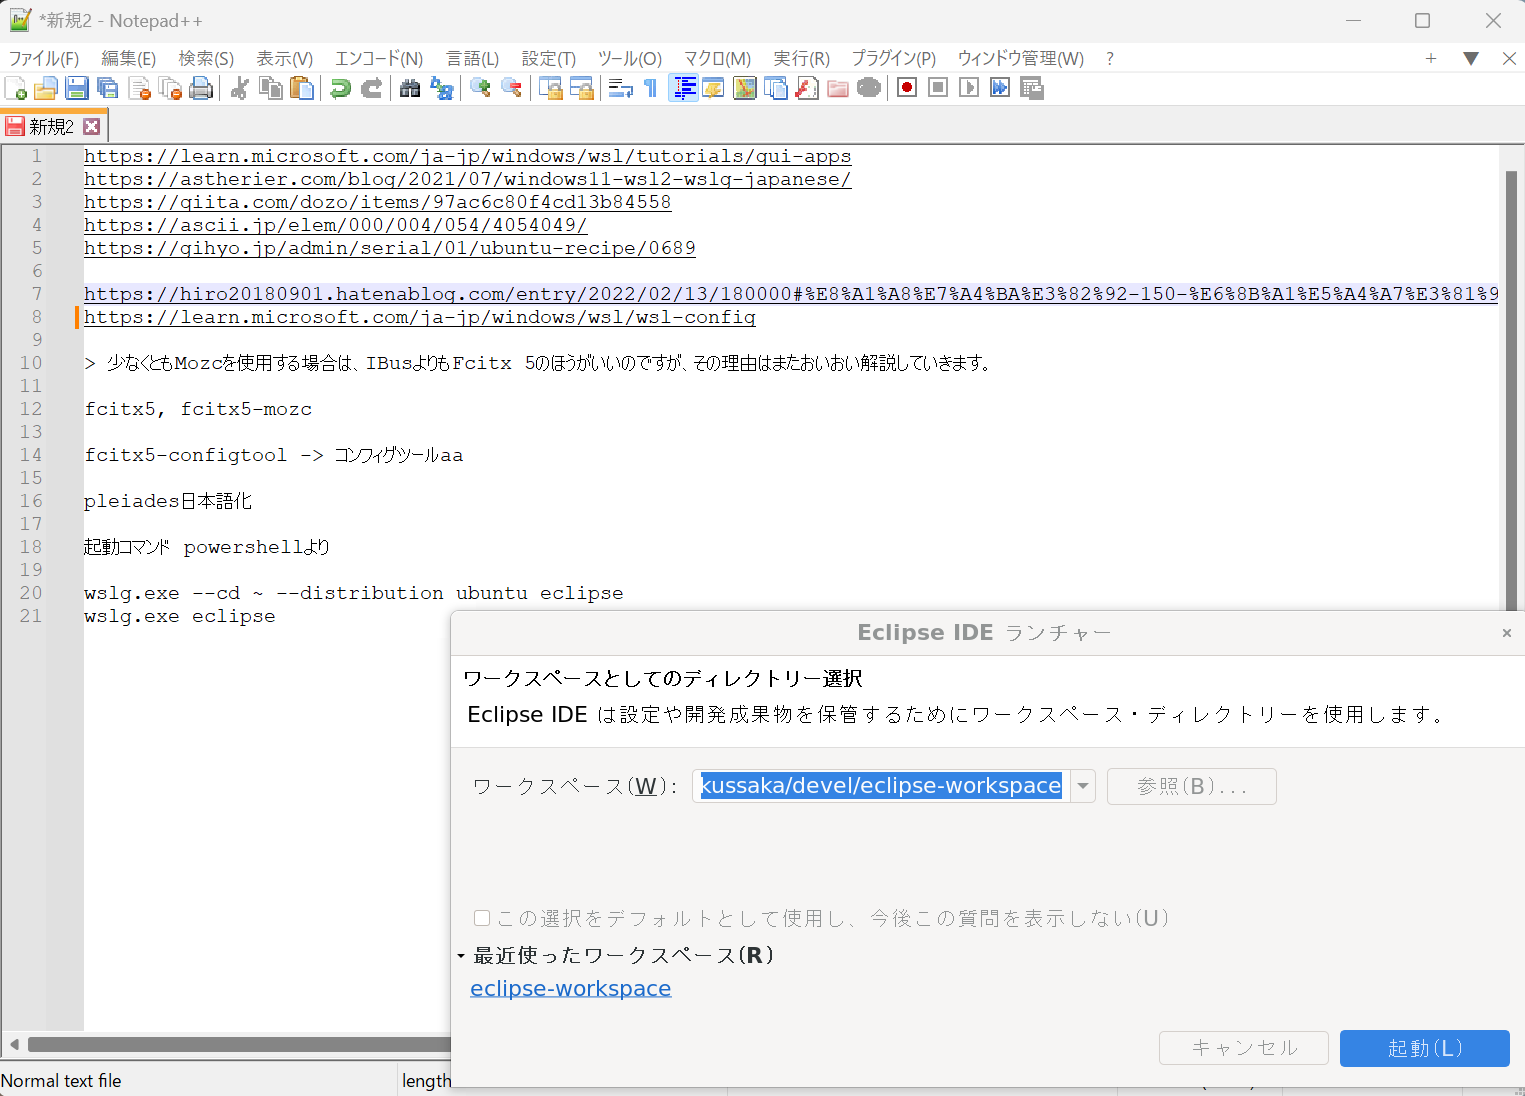 *新規2 - Notepad++
ファイル(F) 編集(E) 検索(S) 表示(V) エンコード(N) 言語(L) 設定(T) ツール(O) マクロ(M) 実行(R) プラグイン(P) ウィンドウ管理(W) ?
新規2
1 https://learn.microsoft.com/ja-jp/windows/wsl/tutorials/gui-apps
2 https://astherier.com/blog/2021/07/windows11-wsl2-wslg-japanese/
3 https://qiita.com/dozo/items/97ac6c80f4cd13b84558
4 https://ascii.jp/elem/000/004/054/4054049/
5 https://gihyo.jp/admin/serial/01/ubuntu-recipe/0689
6
7 https://hiro20180901.hatenablog.com/entry/2022/02/13/180000#%E8%A1%A8%E7%A4%BA%E3%82%92-150-%E6%8B%A1%E5%A4%A7%E3%81%9
8 https://learn.microsoft.com/ja-jp/windows/wsl/wsl-config
9
10 > 少なくともMozcを使用する場合は、IBusよりもFcitx 5のほうがいいのですが、その理由はまたおいおい解説していきます。
11
12 fcitx5, fcitx5-mozc
13
14 fcitx5-configtool -> コンフィグツールaa
15
16 pleiades日本語化
17
18 起動コマンド powershellより
19
20 wslg.exe --cd ~ --distribution ubuntu eclipse
21 wslg.exe eclipse
Eclipse IDE ランチャー
ワークスペースとしてのディレクトリー選択
Eclipse IDE は設定や開発成果物を保管するためにワークスペース・ディレクトリーを使用します。
ワークスペース(W): kussaka/devel/eclipse-workspace 参照(B)...
この選択をデフォルトとして使用し、今後この質問を表示しない(U)
最近使ったワークスペース(R)
eclipse-workspace
キャンセル 起動(L)
Normal text file length